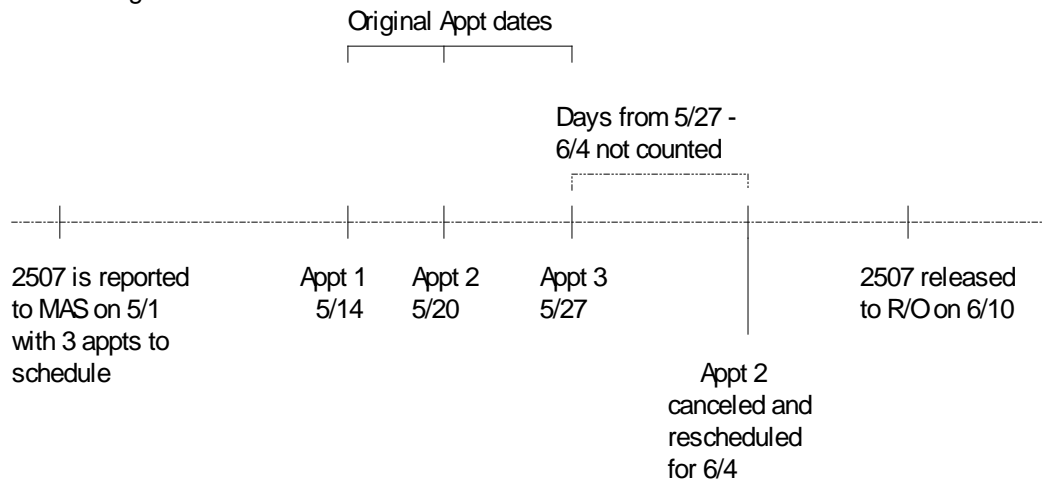 Original Appt dates
Days from 5/27 -
6/4 not counted
2507 is reported
to MAS on 5/1
with 3 appts to
schedule
Appt 1
5/14
Appt 2
5/20
Appt 3
5/27
2507 released
to R/O on 6/10
Appt 2
canceled and
rescheduled
for 6/4